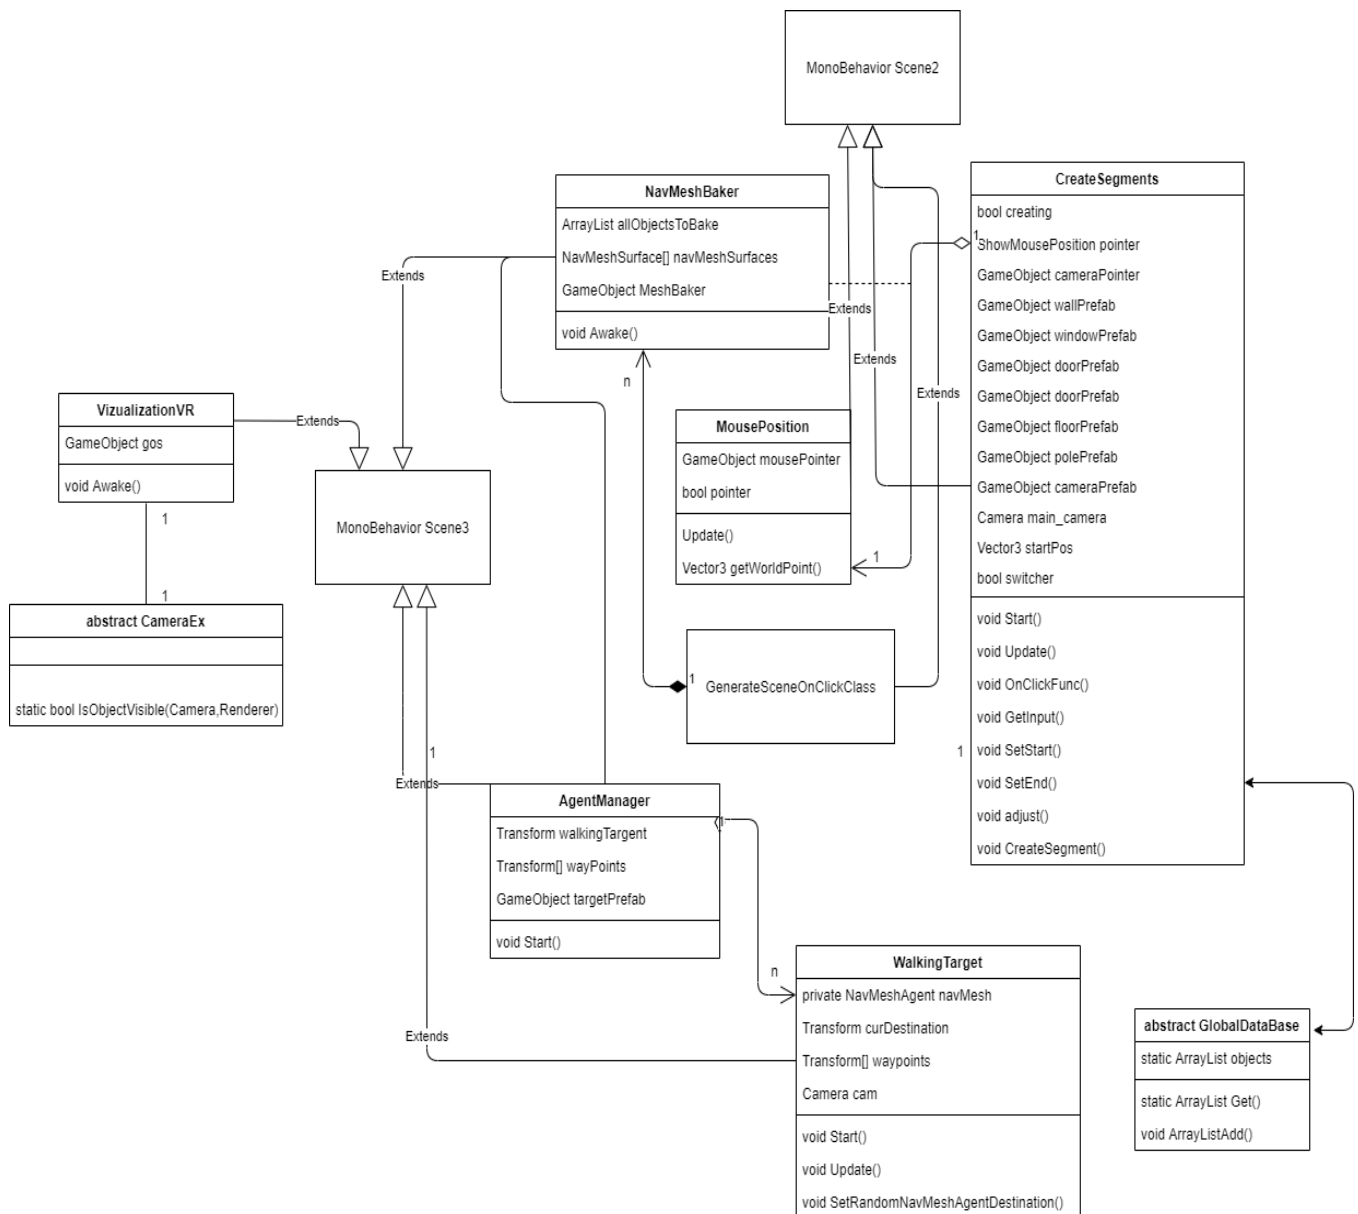 MonoBehavior Scene2
CreateSegments
bool creating
1
ShowMousePosition pointer
GameObject cameraPointer
GameObject wallPrefab
GameObject windowPrefab
GameObject doorPrefab
GameObject doorPrefab
GameObject floorPrefab
GameObject polePrefab
GameObject cameraPrefab
Camera main_camera
Vector3 startPos
bool switcher
void Start()
void Update()
void OnClickFunc()
void GetInput()
void SetStart()
void SetEnd()
void adjust()
void CreateSegment()
1
NavMeshBaker
ArrayList allObjectsToBake
NavMeshSurface[] navMeshSurfaces
GameObject MeshBaker
void Awake()
Extends
Extends
Extends
Extends
n
VizualizationVR
GameObject gos
void Awake()
Extends
1
1
MousePosition
GameObject mousePointer
bool pointer
Update()
Vector3 getWorldPoint()
1
MonoBehavior Scene3
abstract CameraEx
static bool IsObjectVisible(Camera,Renderer)
1
GenerateSceneOnClickClass
1
Extends
AgentManager
Transform walkingTargent
Transform[] wayPoints
GameObject targetPrefab
void Start()
1
n
Extends
WalkingTarget
private NavMeshAgent navMesh
Transform curDestination
Transform[] waypoints
Camera cam
void Start()
void Update()
void SetRandomNavMeshAgentDestination()
abstract GlobalDataBase
static ArrayList objects
static ArrayList Get()
void ArrayListAdd()